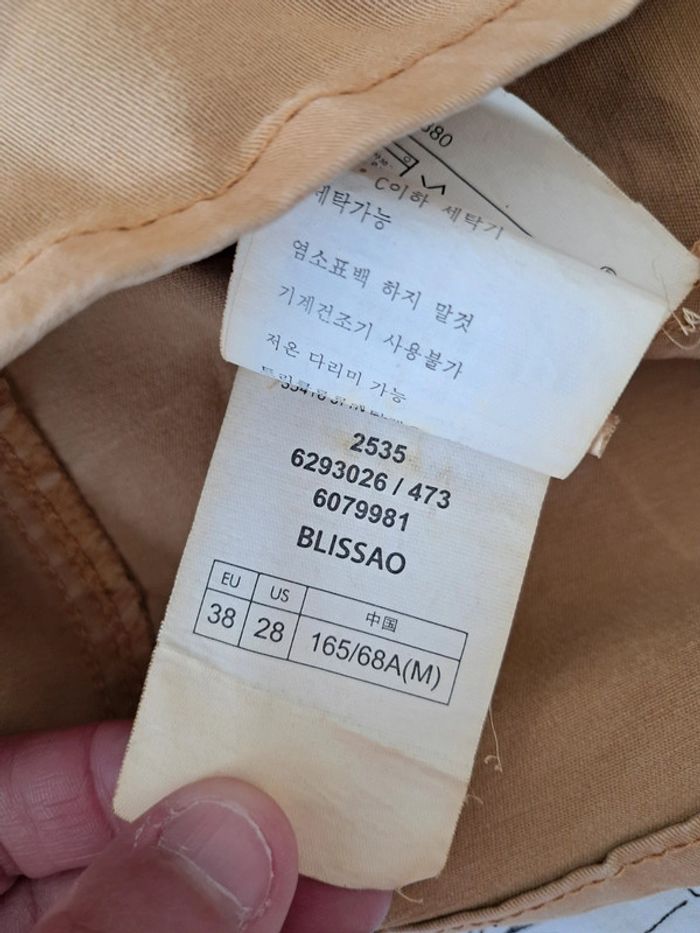 380
°C이하 세탁기
세탁가능
염소표백 하지 말것
기계건조기 사용불가
저온 다리미 가능
2535
6293026 / 473
6079981
BLISSAO
EU US 中国
38 28 165/68A(M)